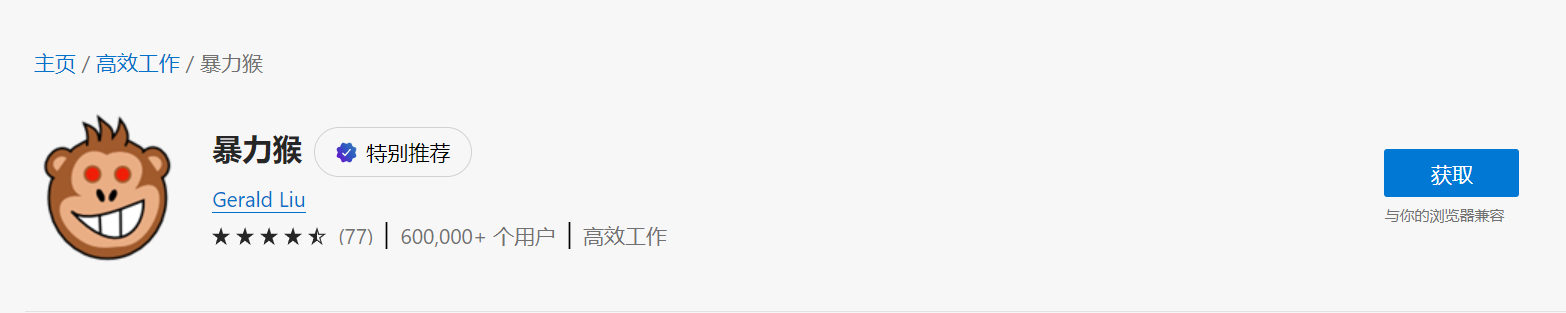 主页 / 高效工作 / 暴力猴
暴力猴 特别推荐
Gerald Liu
(77) 600,000+ 个用户 高效工作
获取
与你的浏览器兼容